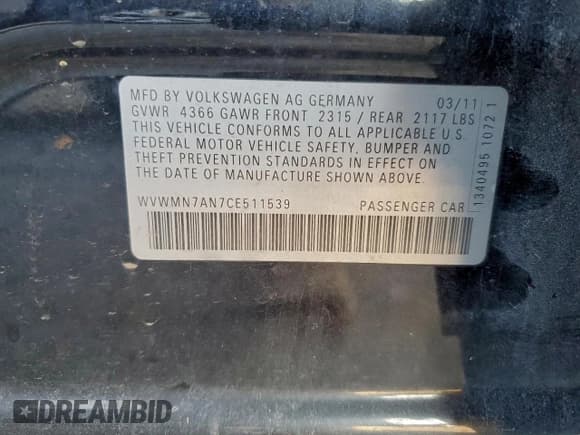 MFD BY VOLKSWAGEN AG GERMANY 03/11
GVWR 4366 GAWR FRONT 2315 / REAR 2117 LBS
THIS VEHICLE CONFORMS TO ALL APPLICABLE U.S.
FEDERAL MOTOR VEHICLE SAFETY, BUMPER AND
THEFT PREVENTION STANDARDS IN EFFECT ON
THE DATE OF MANUFACTURE SHOWN ABOVE.
WVWMN7AN7CE511539 PASSENGER CAR
1340495 1072 1
DREAMBID